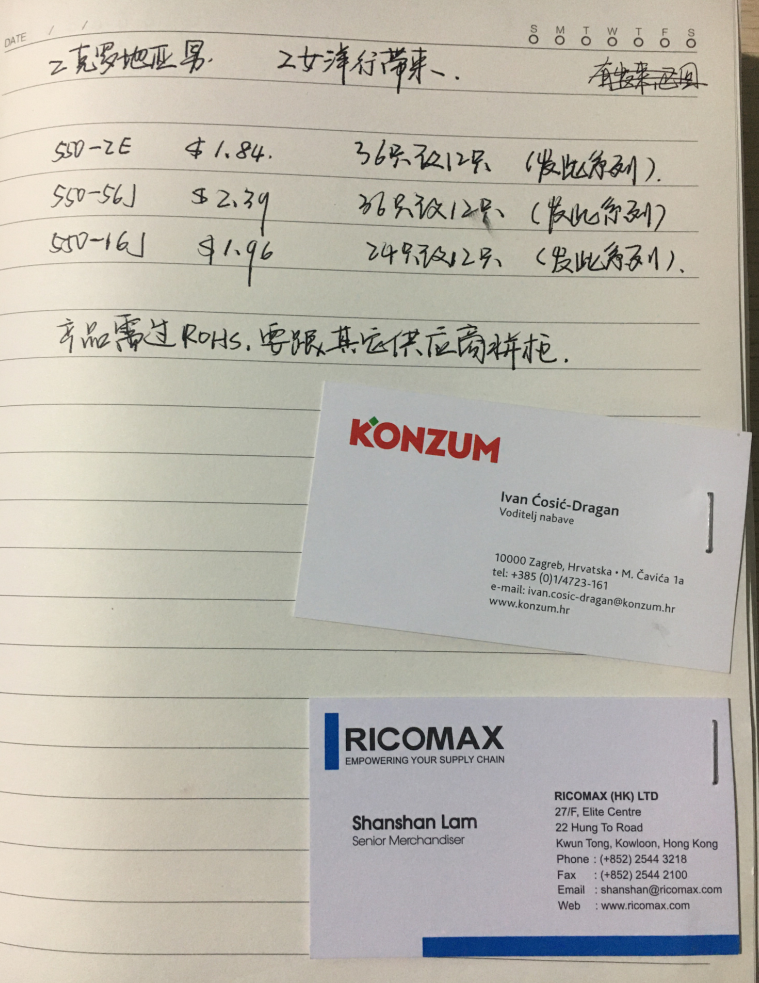 DATE / /
S M T W T F S
2克罗地亚男. 2女洋行带来.
550-2E $1.84. 36只改12只 (发此系列).
550-56J $2.39 36只改12只 (发此系列)
550-16J $1.96 24只改12只 (发此系列).
产品需过ROHS. 要跟其它供应商拼柜.
KONZUM
Ivan Ćosić-Dragan
Voditelj nabave
10000 Zagreb, Hrvatska • M. Čavića 1a
tel: +385 (0)1/4723-161
e-mail: ivan.cosic-dragan@konzum.hr
www.konzum.hr
RICOMAX
EMPOWERING YOUR SUPPLY CHAIN
Shanshan Lam
Senior Merchandiser
RICOMAX (HK) LTD
27/F, Elite Centre
22 Hung To Road
Kwun Tong, Kowloon, Hong Kong
Phone : (+852) 2544 3218
Fax : (+852) 2544 2100
Email : shanshan@ricomax.com
Web : www.ricomax.com